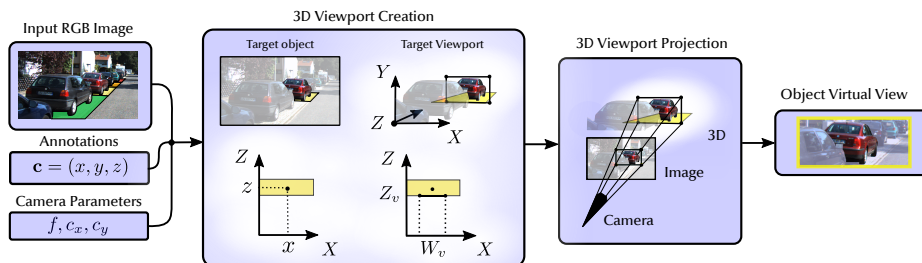 Input RGB Image
Annotations
c = (x, y, z)
Camera Parameters
f, c_x, c_y
3D Viewport Creation
Target object
Target Viewport
Y
Z
X
Z
z
x
X
Z
Z_v
W_v
X
3D Viewport Projection
3D
Image
Camera
Object Virtual View